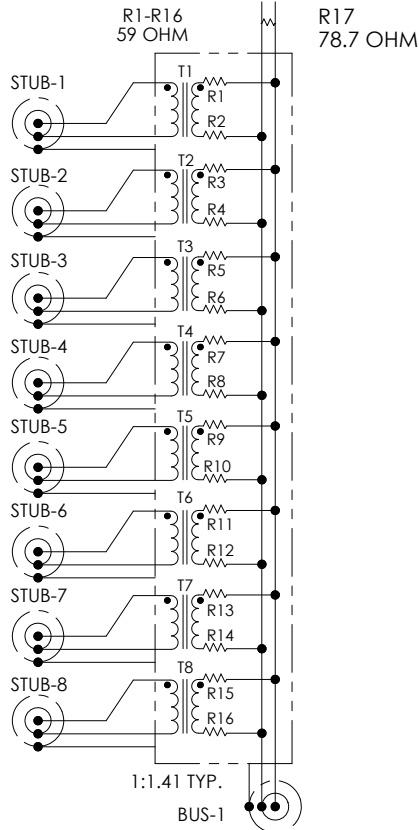 R1-R16
59 OHM
R17
78.7 OHM
STUB-1
T1
R1
R2
STUB-2
T2
R3
R4
STUB-3
T3
R5
R6
STUB-4
T4
R7
R8
STUB-5
T5
R9
R10
STUB-6
T6
R11
R12
STUB-7
T7
R13
R14
STUB-8
T8
R15
R16
1:1.41 TYP.
BUS-1